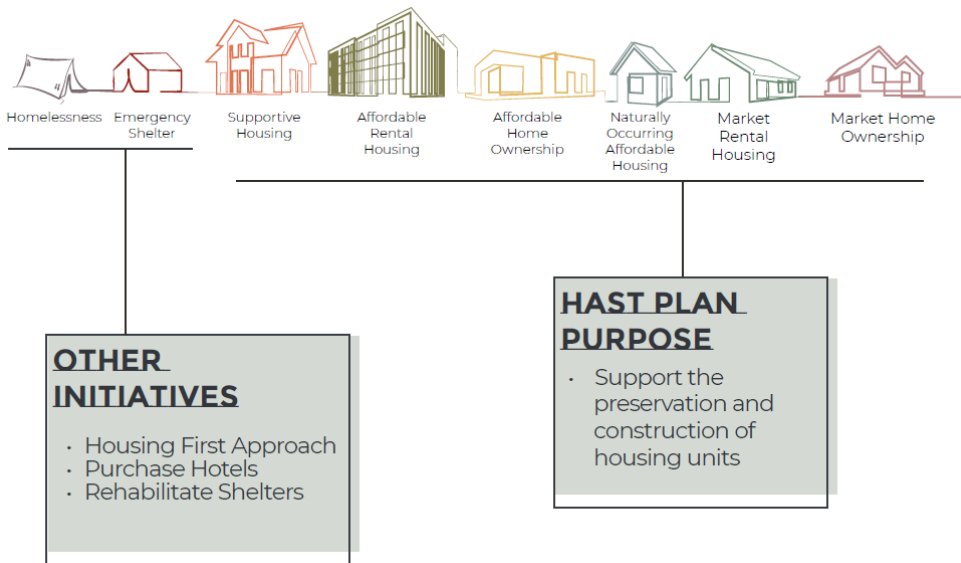 Homelessness
Emergency
Shelter
Supportive
Housing
Affordable
Rental
Housing
Affordable
Home
Ownership
Naturally
Occurring
Affordable
Housing
Market
Rental
Housing
Market Home
Ownership
OTHER
INITIATIVES
· Housing First Approach
· Purchase Hotels
· Rehabilitate Shelters
HAST PLAN
PURPOSE
· Support the
preservation and
construction of
housing units